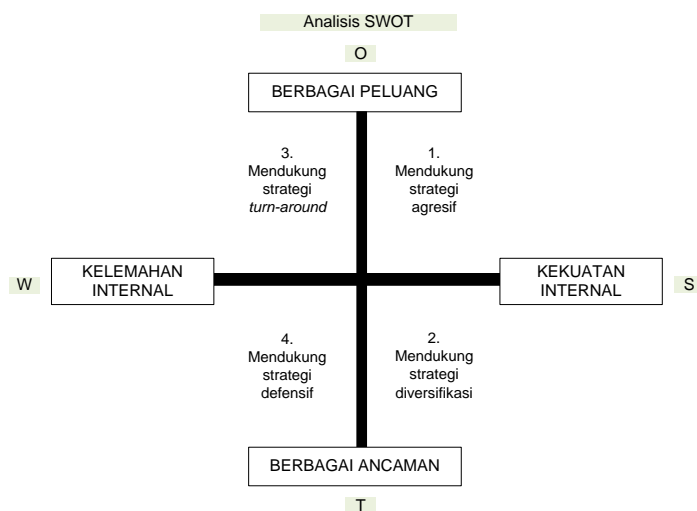 Analisis SWOT
O
BERBAGAI PELUANG
3.
Mendukung
strategi
turn-around
1.
Mendukung
strategi
agresif
W
KELEMAHAN
INTERNAL
KEKUATAN
INTERNAL
S
4.
Mendukung
strategi
defensif
2.
Mendukung
strategi
diversifikasi
BERBAGAI ANCAMAN
T